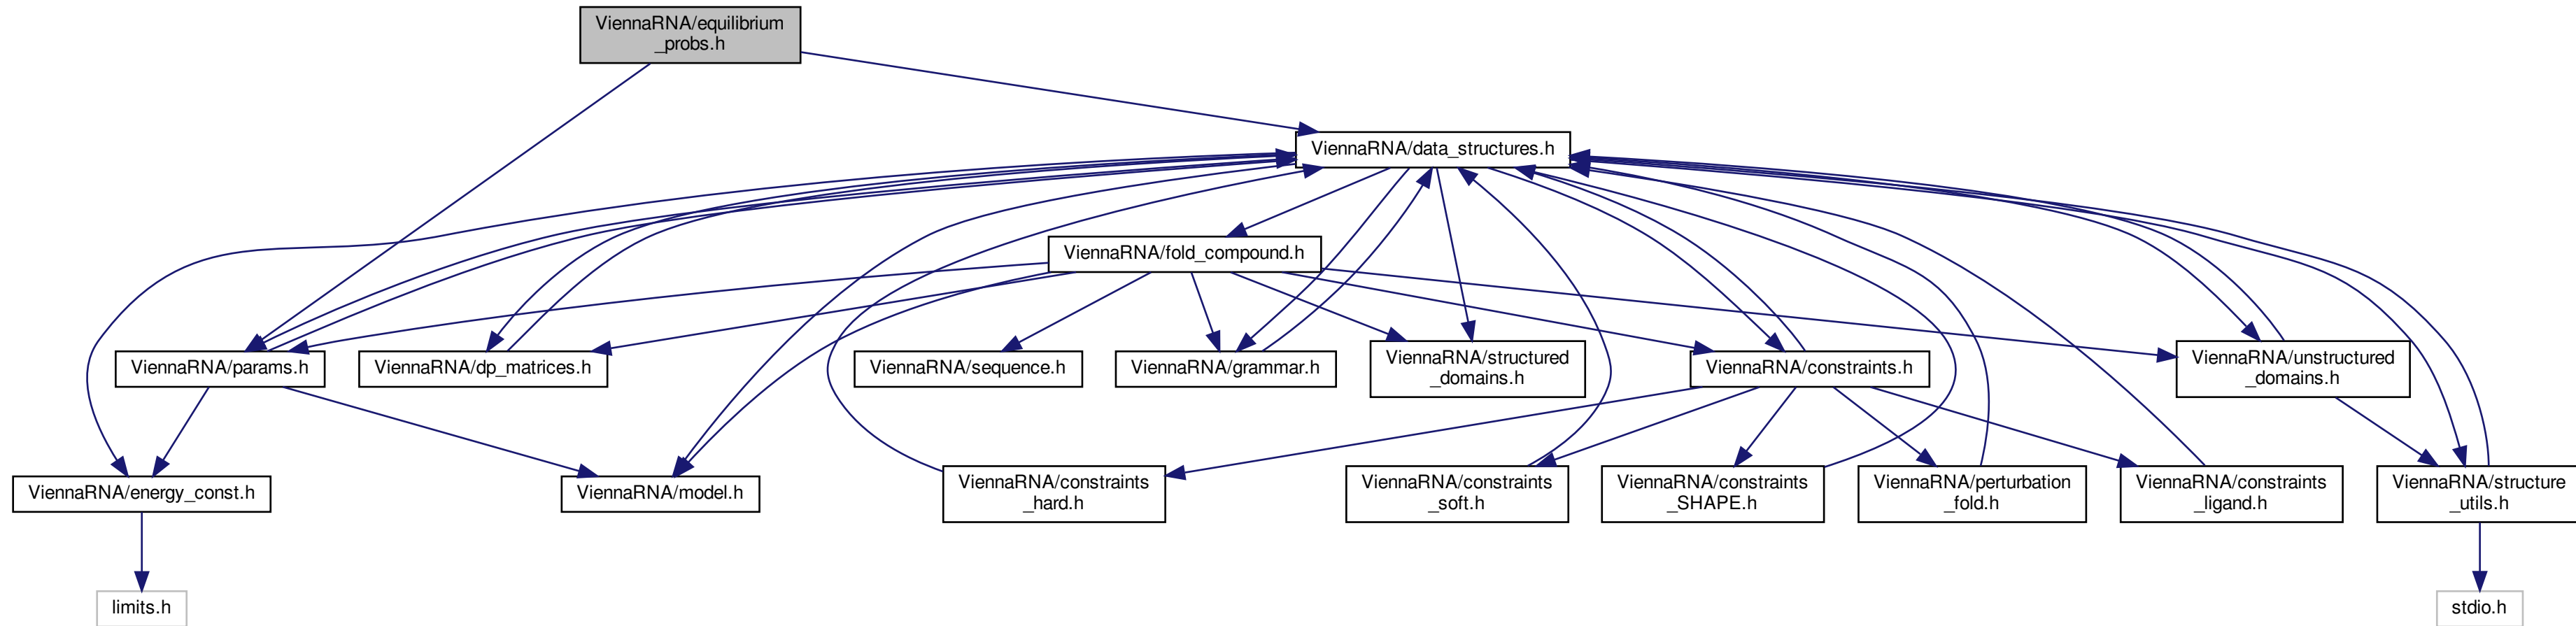 ViennaRNA/equilibrium
_probs.h
ViennaRNA/data_structures.h
ViennaRNA/fold_compound.h
ViennaRNA/params.h
ViennaRNA/dp_matrices.h
ViennaRNA/sequence.h
ViennaRNA/grammar.h
ViennaRNA/structured
_domains.h
ViennaRNA/constraints.h
ViennaRNA/unstructured
_domains.h
ViennaRNA/energy_const.h
ViennaRNA/model.h
ViennaRNA/constraints
_hard.h
ViennaRNA/constraints
_soft.h
ViennaRNA/constraints
_SHAPE.h
ViennaRNA/perturbation
_fold.h
ViennaRNA/constraints
_ligand.h
ViennaRNA/structure
_utils.h
limits.h
stdio.h